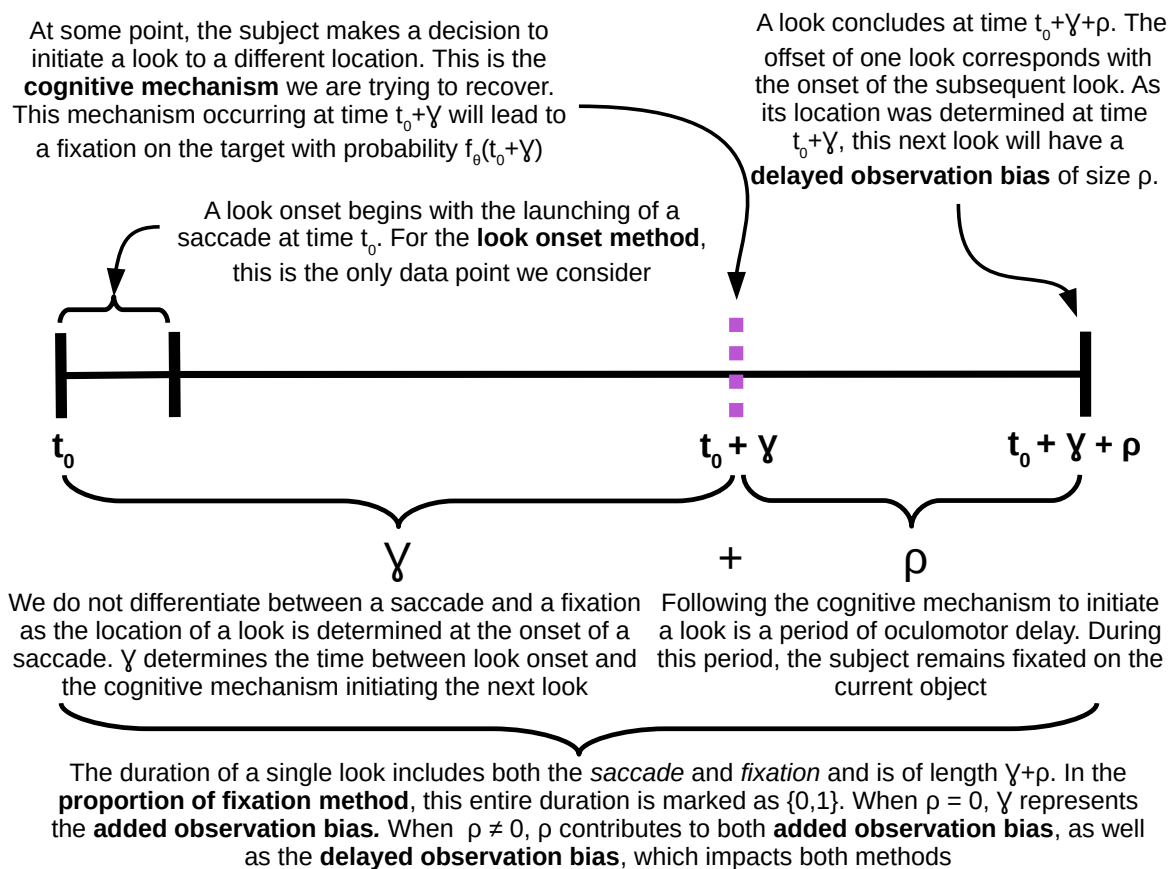 At some point, the subject makes a decision to
initiate a look to a different location. This is the
cognitive mechanism we are trying to recover.
This mechanism occurring at time t₀+Ɣ will lead to
a fixation on the target with probability fθ(t₀+Ɣ)
A look concludes at time t₀+Ɣ+ρ. The
offset of one look corresponds with
the onset of the subsequent look. As
its location was determined at time
t₀+Ɣ, this next look will have a
delayed observation bias of size ρ.
A look onset begins with the launching of a
saccade at time t₀. For the look onset method,
this is the only data point we consider
t₀
t₀ + Ɣ
t₀ + Ɣ + ρ
Ɣ + ρ
We do not differentiate between a saccade and a fixation
as the location of a look is determined at the onset of a
saccade. Ɣ determines the time between look onset and
the cognitive mechanism initiating the next look
Following the cognitive mechanism to initiate
a look is a period of oculomotor delay. During
this period, the subject remains fixated on the
current object
The duration of a single look includes both the saccade and fixation and is of length Ɣ+ρ. In the
proportion of fixation method, this entire duration is marked as {0,1}. When ρ = 0, Ɣ represents
the added observation bias. When ρ ≠ 0, ρ contributes to both added observation bias, as well
as the delayed observation bias, which impacts both methods